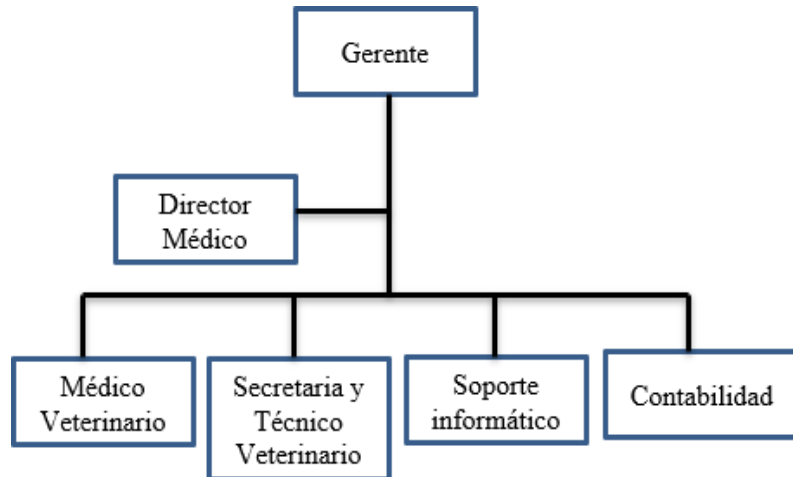 Gerente
Director
Médico
Médico
Veterinario
Secretaria y
Técnico
Veterinario
Soporte
informático
Contabilidad